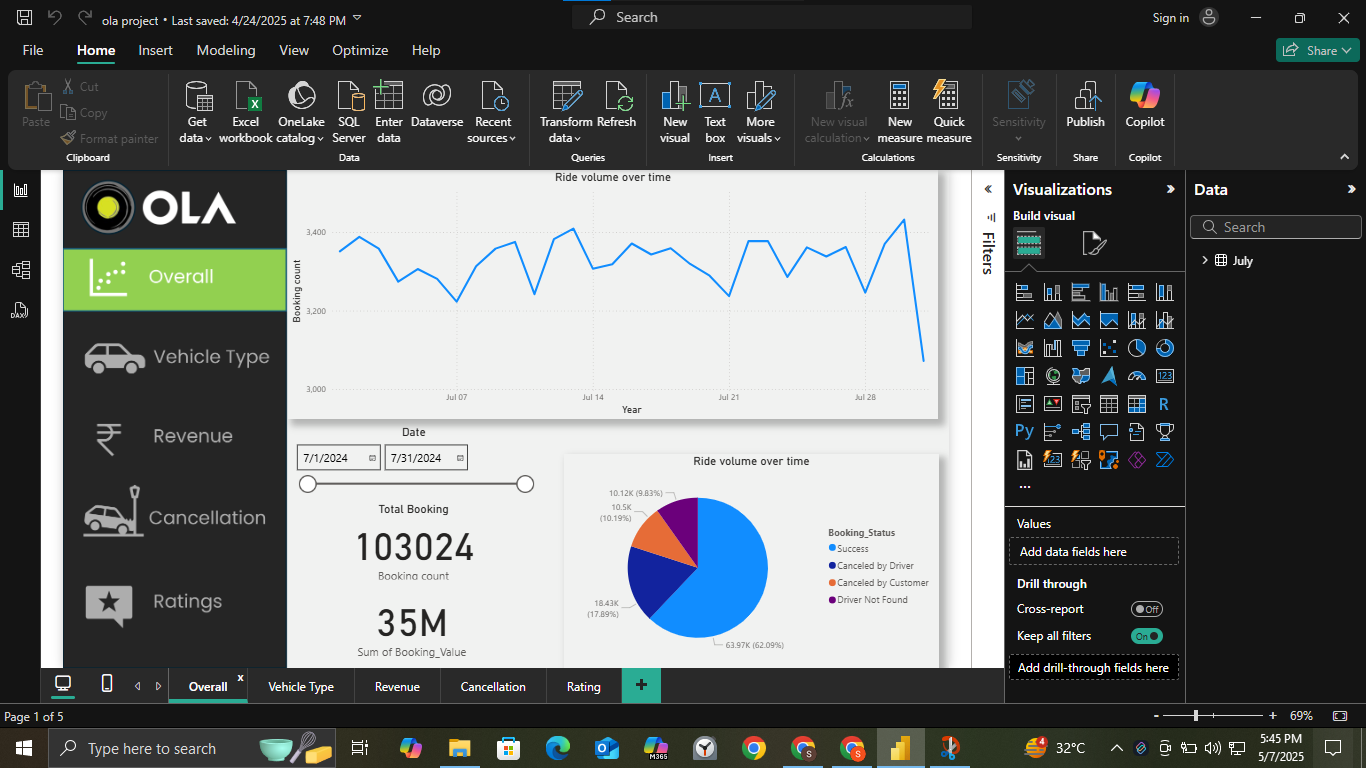 ola project • Last saved: 4/24/2025 at 7:48 PM
Search
Sign in
File Home Insert Modeling View Optimize Help
Share
Paste
Cut
Copy
Format painter
Clipboard
Get data
Excel workbook
OneLake catalog
SQL Server
Enter data
Dataverse
Recent sources
Data
Transform data
Refresh
Queries
New visual
Text box
More visuals
Insert
New visual calculation
New measure
Quick measure
Calculations
Sensitivity
Sensitivity
Publish
Share
Copilot
Copilot
DAX
OLA
Overall
Vehicle Type
Revenue
Cancellation
Ratings
Ride volume over time
Booking count
3,400
3,200
3,000
Jul 07 Jul 14 Jul 21 Jul 28
Year
Date
7/1/2024 7/31/2024
Total Booking
103024
Booking count
35M
Sum of Booking_Value
Ride volume over time
10.12K (9.83%)
10.5K
(10.19%)
18.43K
(17.89%)
63.97K (62.09%)
Booking_Status
Success
Canceled by Driver
Canceled by Customer
Driver Not Found
Filters
Visualizations
Build visual
123
R
Py
123
...
Values
Add data fields here
Drill through
Cross-report Off
Keep all filters On
Add drill-through fields here
Data
Search
July
Overall x Vehicle Type Revenue Cancellation Rating +
Page 1 of 5
- + 69%
Type here to search
M365
S
S
4
32°C
5:45 PM
5/7/2025